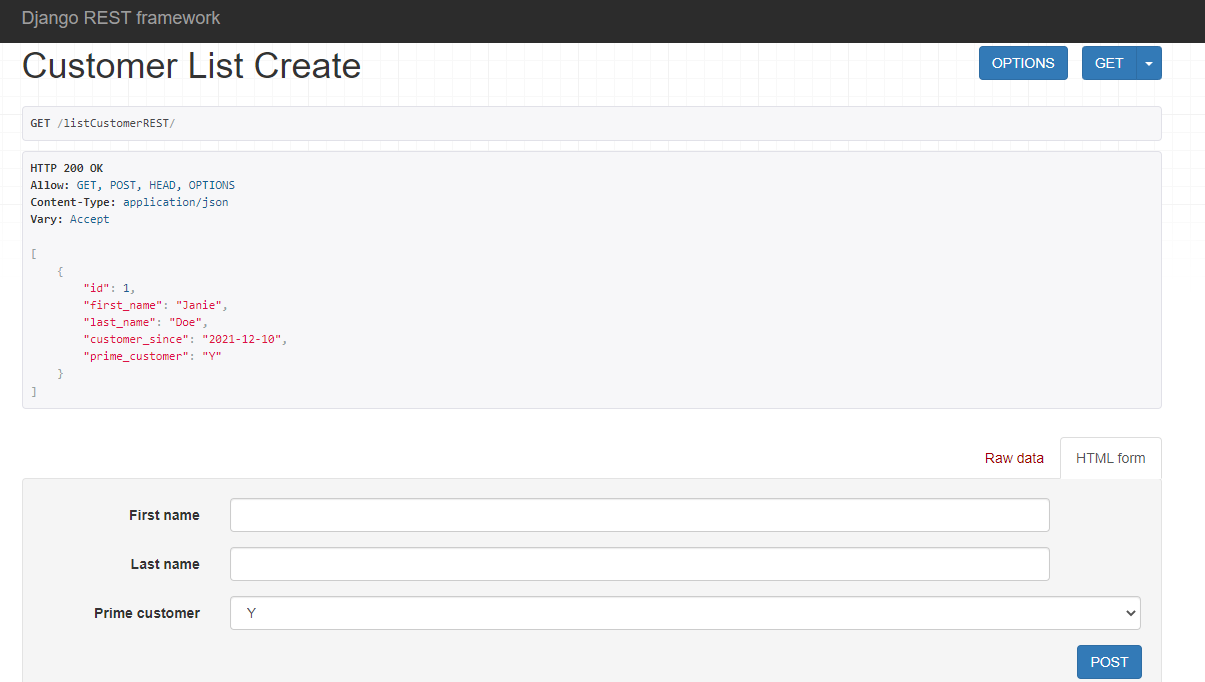 Django REST framework
Customer List Create
OPTIONS
GET
GET /listCustomerREST/
HTTP 200 OK
Allow: GET, POST, HEAD, OPTIONS
Content-Type: application/json
Vary: Accept
[
    {
        "id": 1,
        "first_name": "Janie",
        "last_name": "Doe",
        "customer_since": "2021-12-10",
        "prime_customer": "Y"
    }
]
Raw data
HTML form
First name
Last name
Prime customer
Y
POST